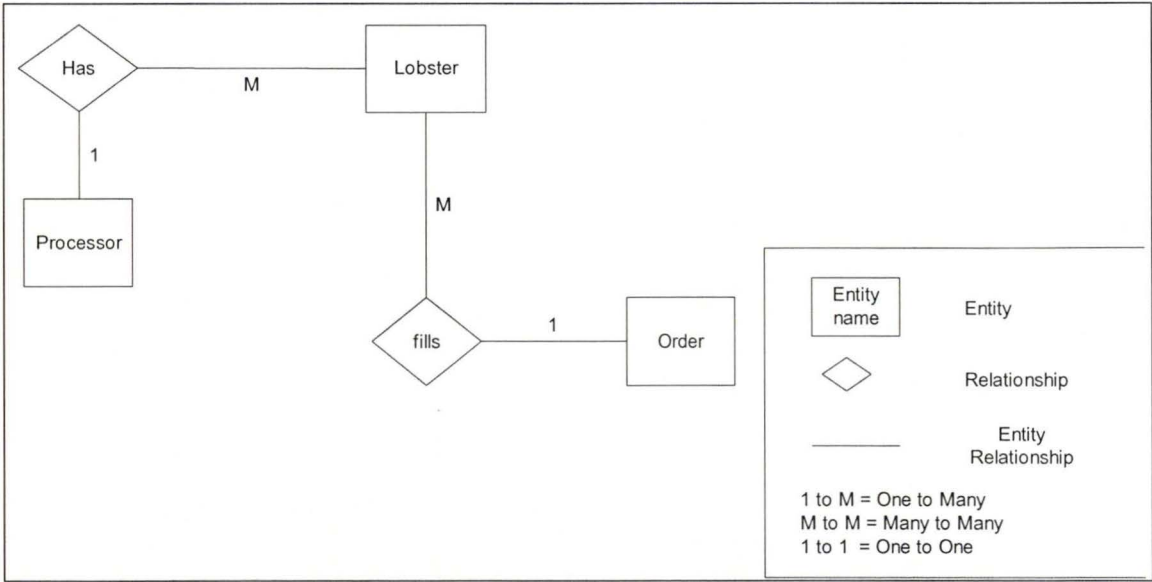 Has
Lobster
M
1
M
Processor
fills
1
Order
Entity
name
Entity
Relationship
Entity
Relationship
1 to M = One to Many
M to M = Many to Many
1 to 1 = One to One